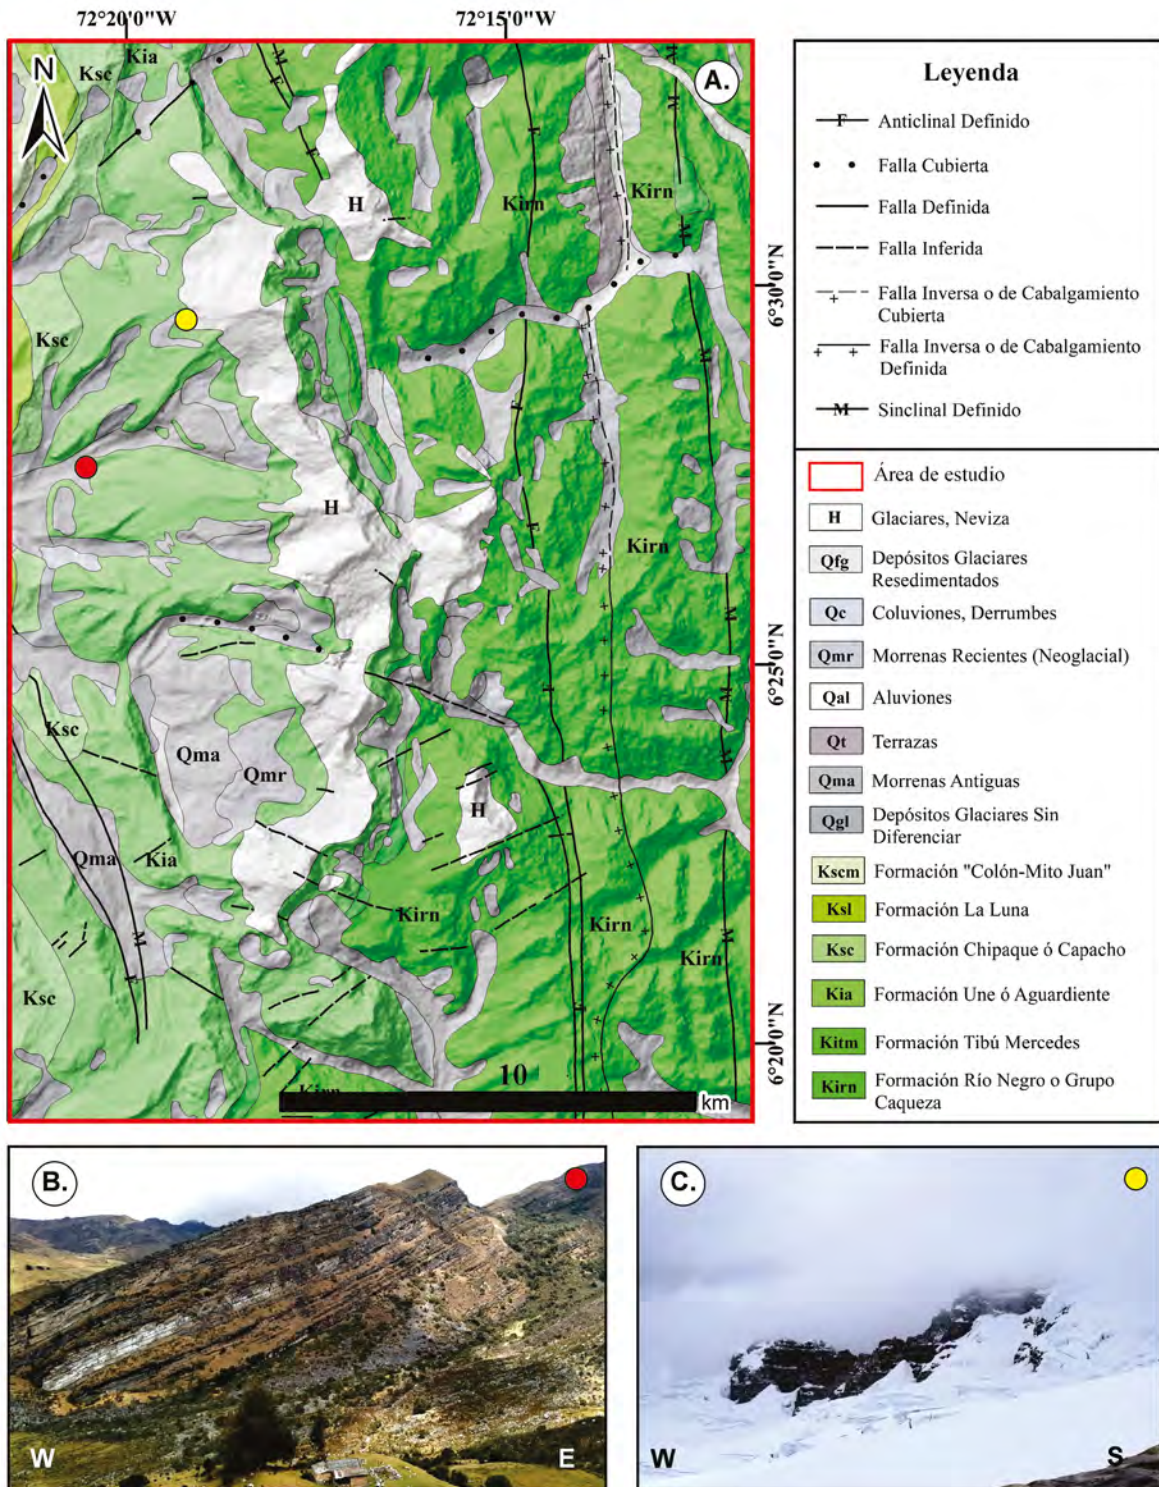 72°20'0"W
72°15'0"W
N
A.
Ksc
Kia
M
F
F
M
M
H
Kirn
F
Kirn
M
6°30'0"N
Ksc
M
F
H
F
Kirn
M
6°25'0"N
M
F
M
Ksc
Qma
Qmr
H
Qma
Kia
Kirn
Kirn
M
Kirn
M
F
Ksc
F
6°20'0"N
Kirn
10
km
Leyenda
F Anticlinal Definido
Falla Cubierta
Falla Definida
Falla Inferida
Falla Inversa o de Cabalgamiento
Cubierta
Falla Inversa o de Cabalgamiento
Definida
M Sinclinal Definido
Área de estudio
H Glaciares, Neviza
Qfg Depósitos Glaciares
Resedimentados
Qc Coluviones, Derrumbes
Qmr Morrenas Recientes (Neoglacial)
Qal Aluviones
Qt Terrazas
Qma Morrenas Antiguas
Qgl Depósitos Glaciares Sin
Diferenciar
Kscm Formación "Colón-Mito Juan"
Ksl Formación La Luna
Ksc Formación Chipaque ó Capacho
Kia Formación Une ó Aguardiente
Kitm Formación Tibú Mercedes
Kirn Formación Río Negro o Grupo
Caqueza
B.
W
E
C.
W
S